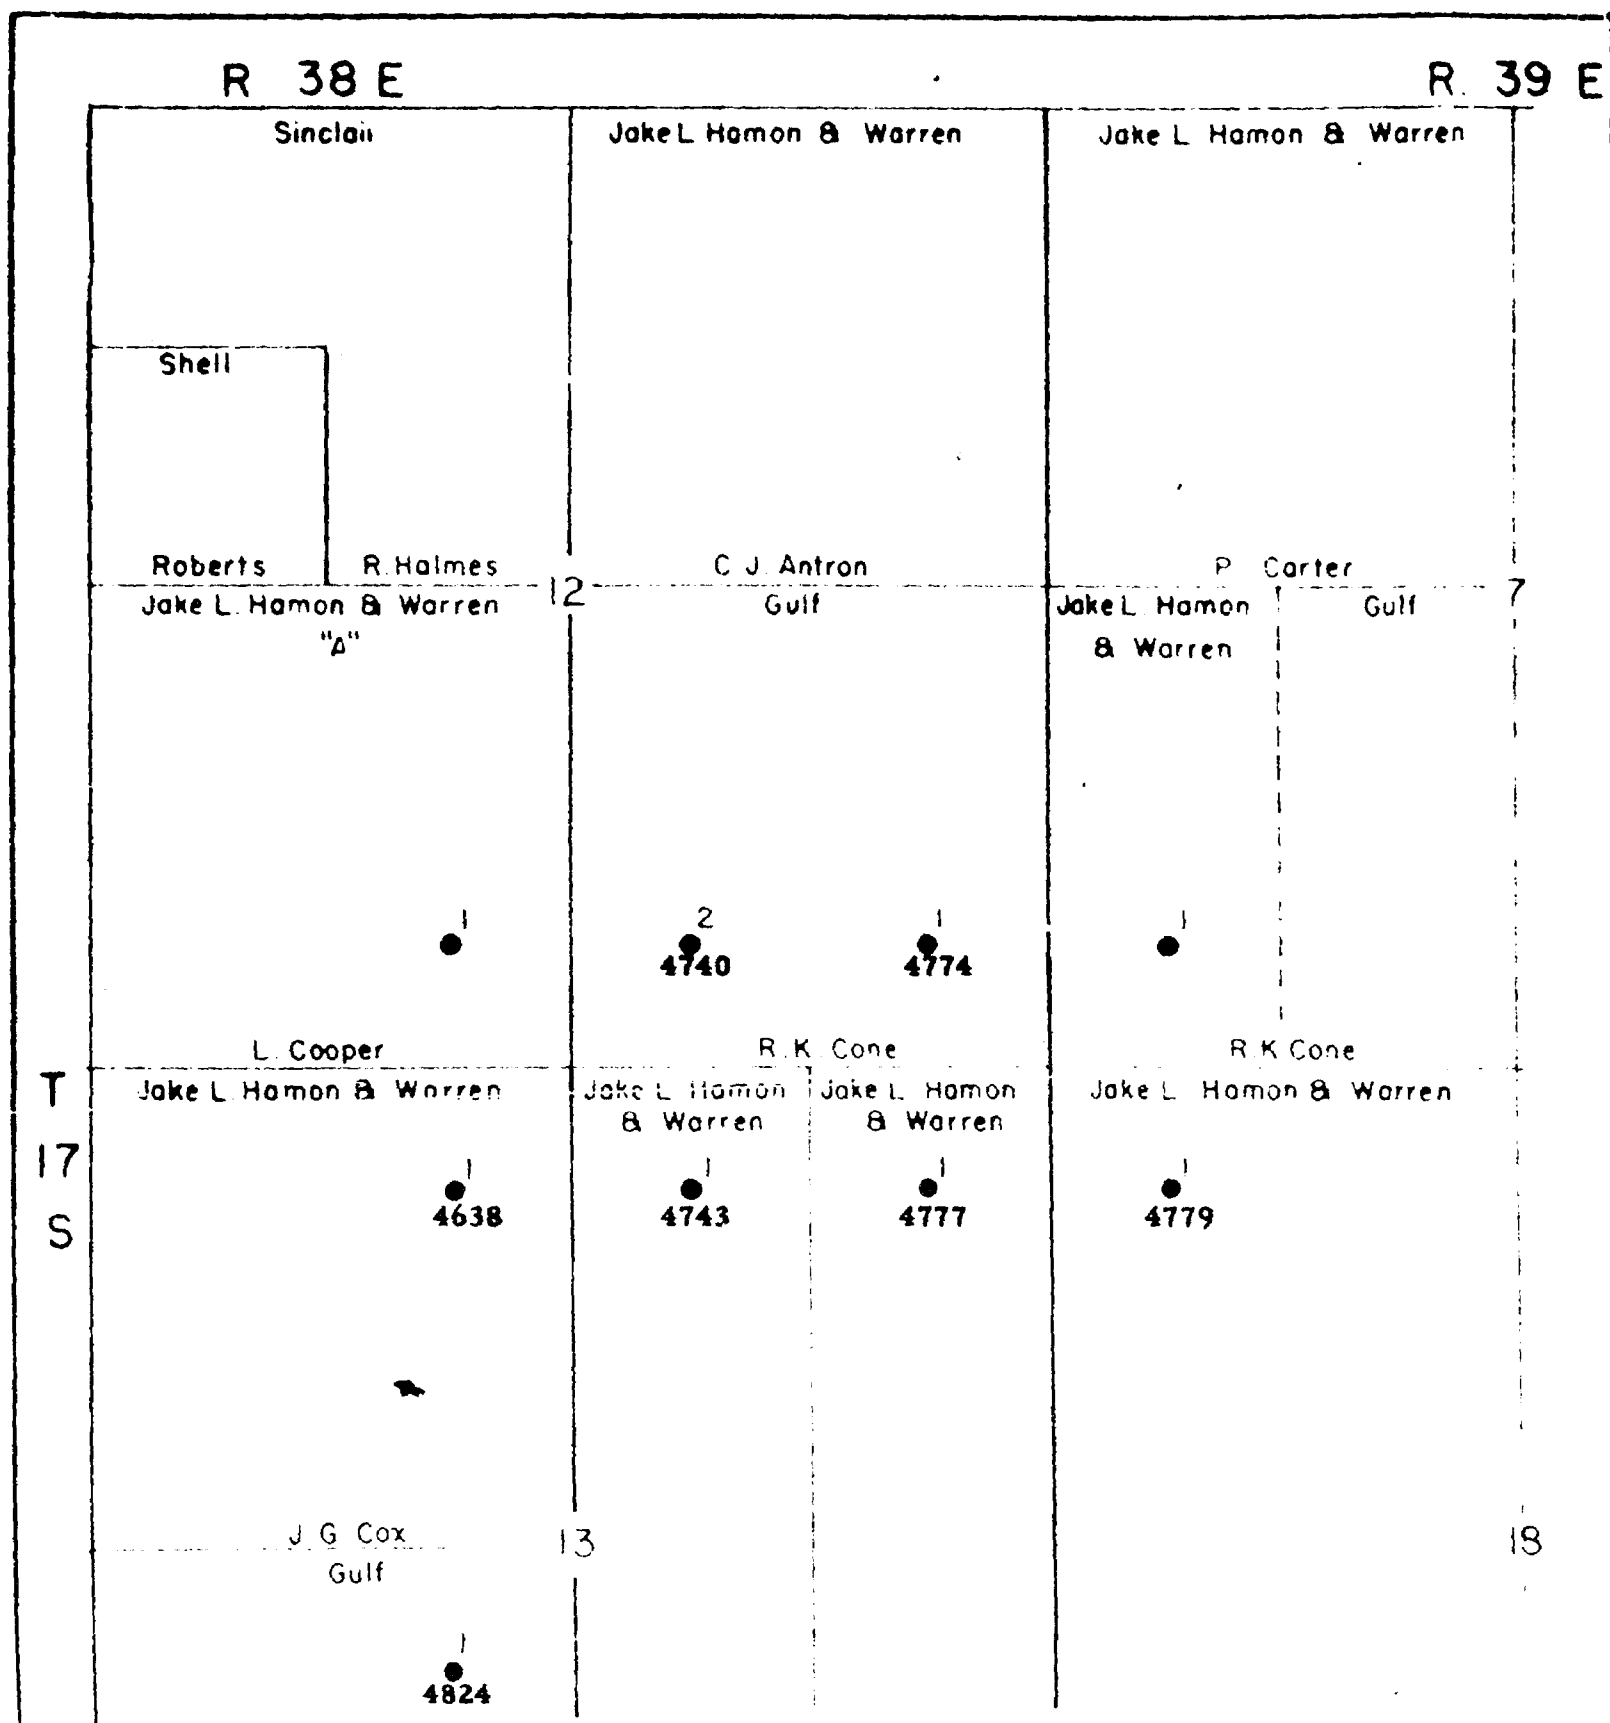 R 38 E
R. 39 E
Sinclair
Jake L Hamon & Warren
Jake L Hamon & Warren
Shell
Roberts
R. Holmes
12
C. J. Antron
P Carter
7
Jake L. Hamon & Warren
"A"
Gulf
Jake L. Hamon
& Warren
Gulf
1
2
4740
1
4774
1
L. Cooper
R. K. Cone
R. K Cone
T
17
S
Jake L. Hamon & Warren
Jake L Hamon
& Warren
Jake L. Hamon
& Warren
Jake L Hamon & Warren
1
4638
1
4743
1
4777
1
4779
J. G. Cox
13
18
Gulf
1
4824